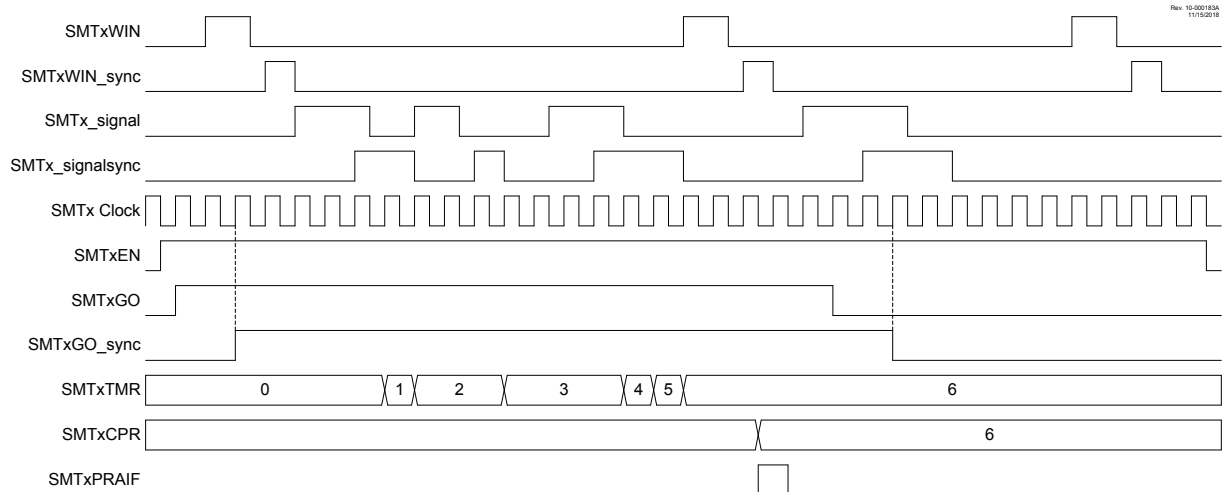 Rev. 10-000183A
11/15/2018
SMTxWIN
SMTxWIN_sync
SMTx_signal
SMTx_signalsync
SMTx Clock
SMTxEN
SMTxGO
SMTxGO_sync
SMTxTMR 0 1 2 3 4 5 6
SMTxCPR 6
SMTxPRAIF